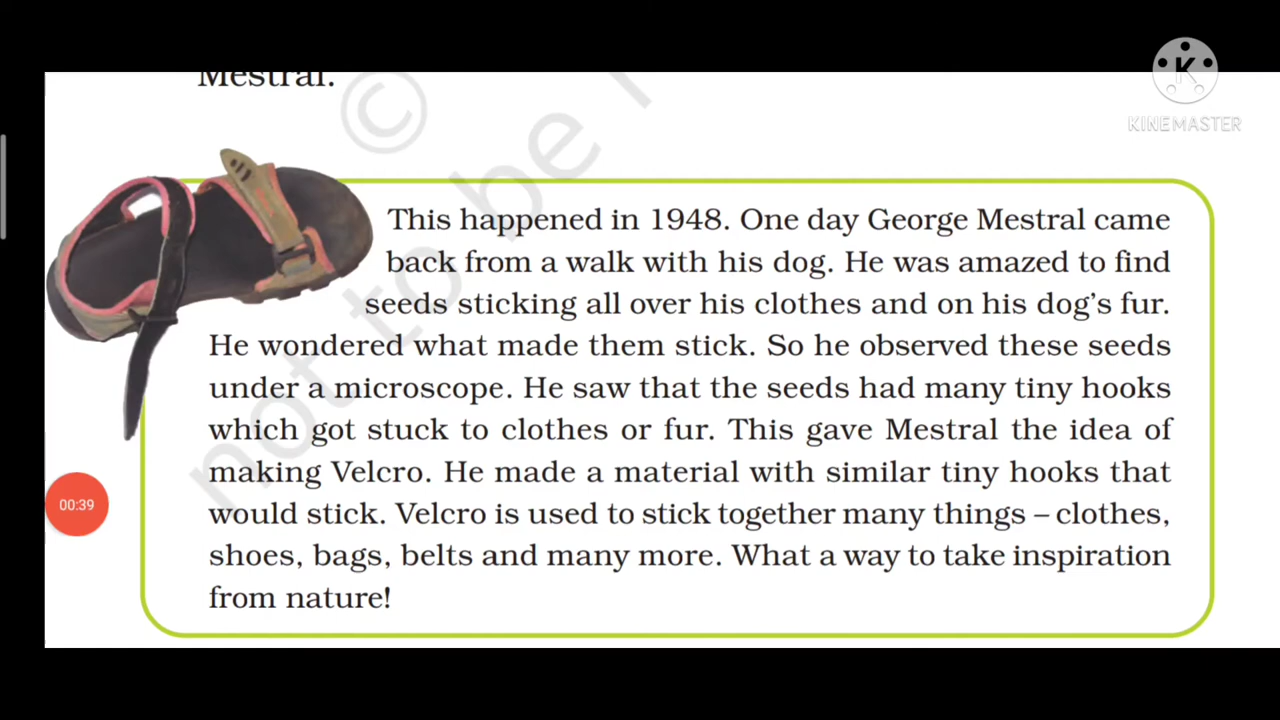 Mestral.
©
not to be r
KINEMASTER
This happened in 1948. One day George Mestral came
back from a walk with his dog. He was amazed to find
seeds sticking all over his clothes and on his dog's fur.
He wondered what made them stick. So he observed these seeds
under a microscope. He saw that the seeds had many tiny hooks
which got stuck to clothes or fur. This gave Mestral the idea of
making Velcro. He made a material with similar tiny hooks that
would stick. Velcro is used to stick together many things – clothes,
shoes, bags, belts and many more. What a way to take inspiration
from nature!
00:39